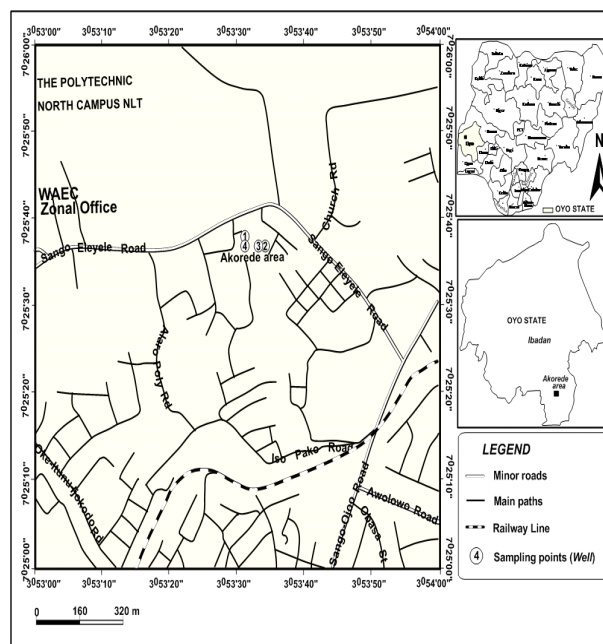 3°53'00" 3°53'10" 3°53'20" 3°53'30" 3°53'40" 3°53'50" 3°54'00"
7°26'00"
7°25'50"
7°25'40"
7°25'30"
7°25'20"
7°25'10"
7°25'00"
THE POLYTECHNIC
NORTH CAMPUS NLT
WAEC
Zonal Office
Sango Eleyele Road
Church Rd
1
4 3 2
Akorede area
Sango Eleyele Road
Alaro Poly Rd
Iso Pako Road
Oke-Itunu Jokodo Rd
Sango-Ojoo Road
Awolowo Road
Obasa St.
7°26'00"
7°25'50"
7°25'40"
7°25'30"
7°25'20"
7°25'10"
7°25'00"
3°53'00" 3°53'10" 3°53'20" 3°53'30" 3°53'40" 3°53'50" 3°54'00"
0 160 320 m
N
OYO STATE
OYO STATE
Ibadan
Akorede
area
LEGEND
Minor roads
Main paths
Railway Line
4 Sampling points (Well)